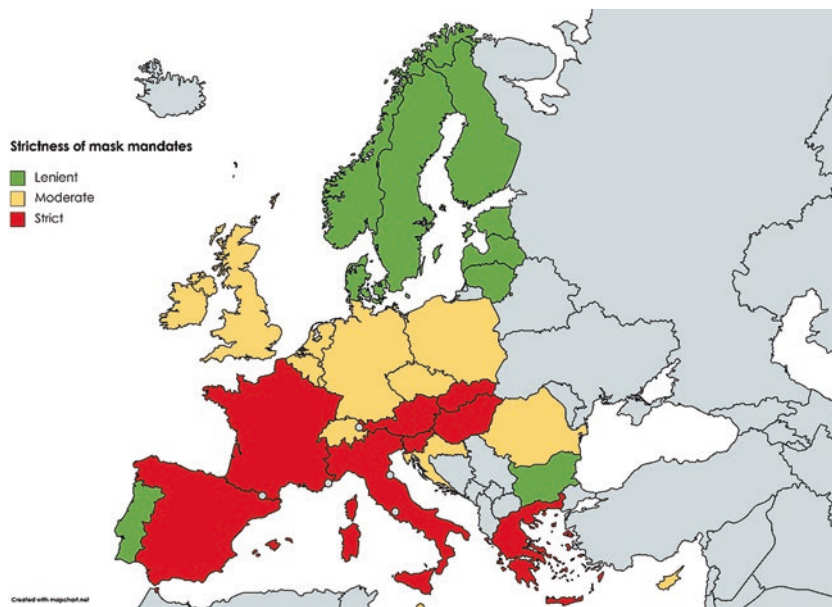 Strictness of mask mandates
Lenient
Moderate
Strict
Created with mapchart.net